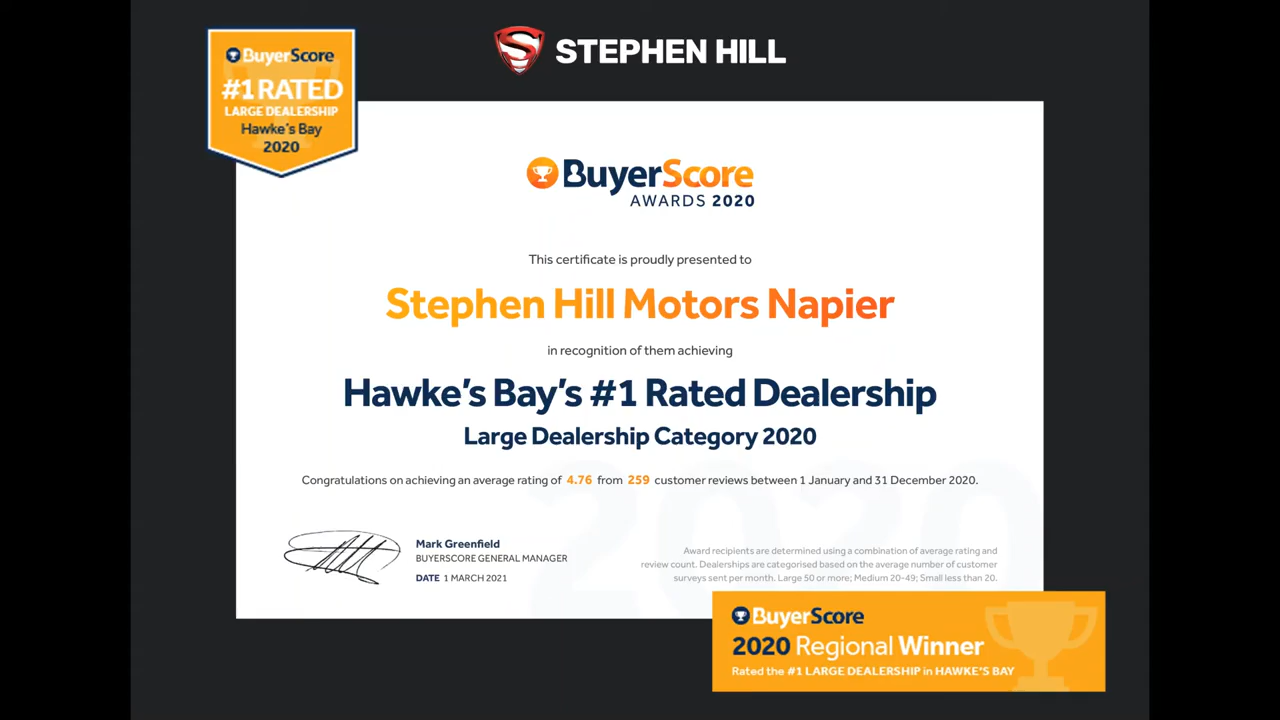 BuyerScore
#1 RATED
LARGE DEALERSHIP
Hawke's Bay
2020
STEPHEN HILL
BuyerScore
AWARDS 2020
This certificate is proudly presented to
Stephen Hill Motors Napier
in recognition of them achieving
Hawke's Bay's #1 Rated Dealership
Large Dealership Category 2020
Congratulations on achieving an average rating of 4.76 from 259 customer reviews between 1 January and 31 December 2020.
2020
Mark Greenfield
BUYERSCORE GENERAL MANAGER
DATE 1 MARCH 2021
Award recipients are determined using a combination of average rating and
review count. Dealerships are categorised based on the average number of customer
surveys sent per month. Large 50 or more; Medium 20-49; Small less than 20.
BuyerScore
2020 Regional Winner
Rated the #1 LARGE DEALERSHIP in HAWKE'S BAY